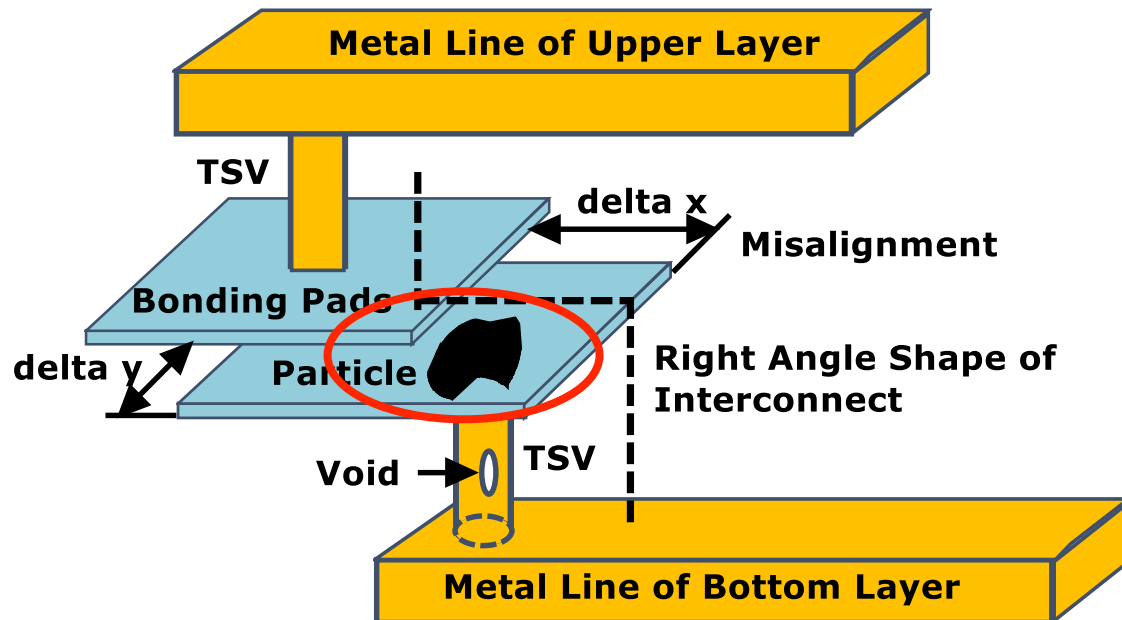 Metal Line of Upper Layer
TSV
delta x
Misalignment
Bonding Pads
delta y
Particle
Right Angle Shape of
Interconnect
Void
TSV
Metal Line of Bottom Layer